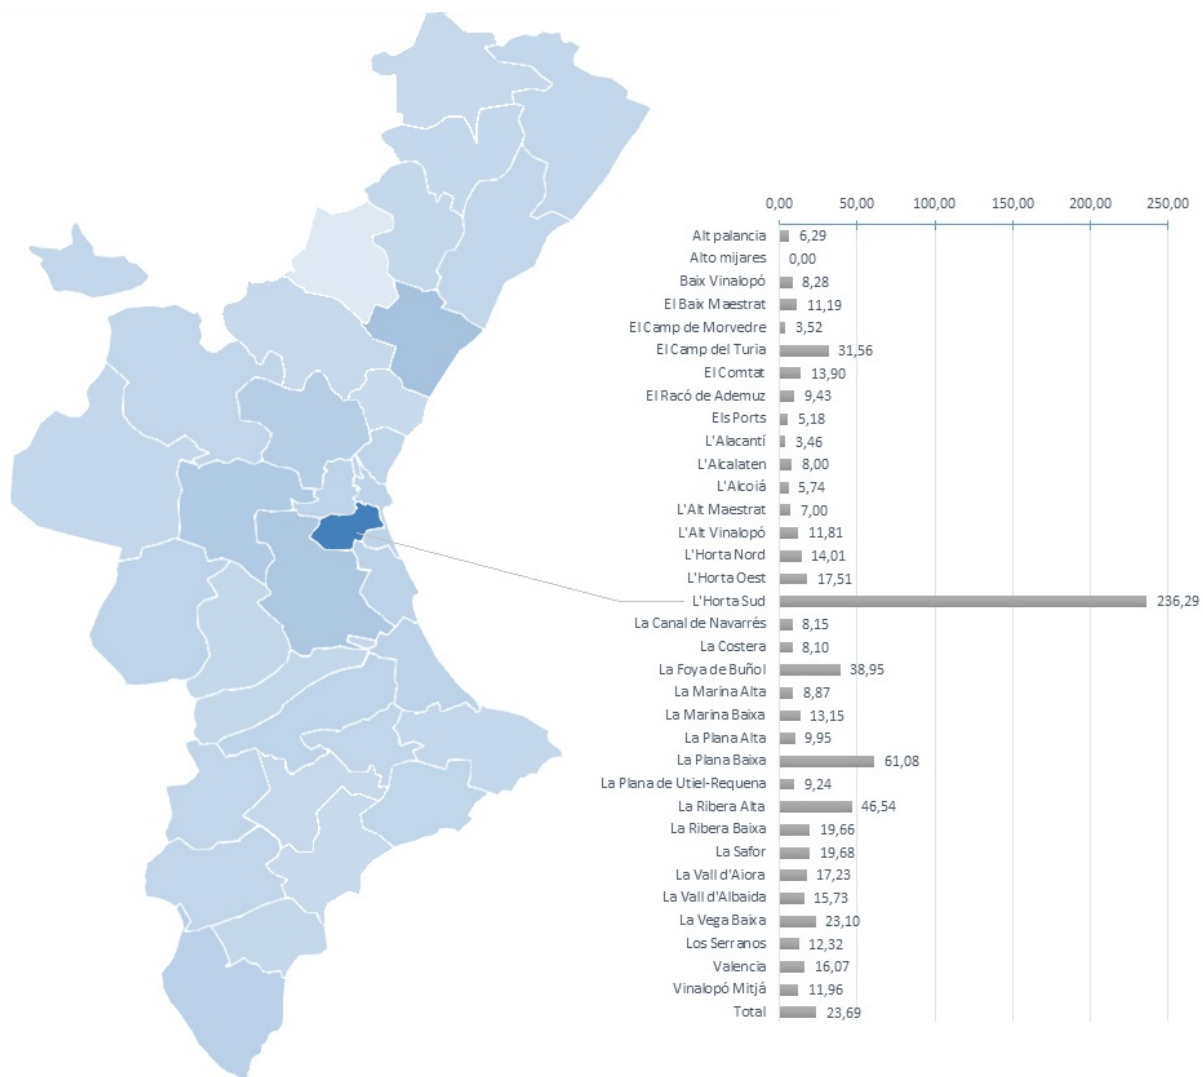 0,00 50,00 100,00 150,00 200,00 250,00
Alt palancia 6,29
Alto mijares 0,00
Baix Vinalopó 8,28
El Baix Maestrat 11,19
El Camp de Morvedre 3,52
El Camp del Turia 31,56
El Comtat 13,90
El Racó de Ademuz 9,43
Els Ports 5,18
L'Alacantí 3,46
L'Alcalaten 8,00
L'Alcoiá 5,74
L'Alt Maestrat 7,00
L'Alt Vinalopó 11,81
L'Horta Nord 14,01
L'Horta Oest 17,51
L'Horta Sud 236,29
La Canal de Navarrés 8,15
La Costera 8,10
La Foya de Buñol 38,95
La Marina Alta 8,87
La Marina Baixa 13,15
La Plana Alta 9,95
La Plana Baixa 61,08
La Plana de Utiel-Requena 9,24
La Ribera Alta 46,54
La Ribera Baixa 19,66
La Safor 19,68
La Vall d'Aiora 17,23
La Vall d'Albaida 15,73
La Vega Baixa 23,10
Los Serranos 12,32
Valencia 16,07
Vinalopó Mitjá 11,96
Total 23,69